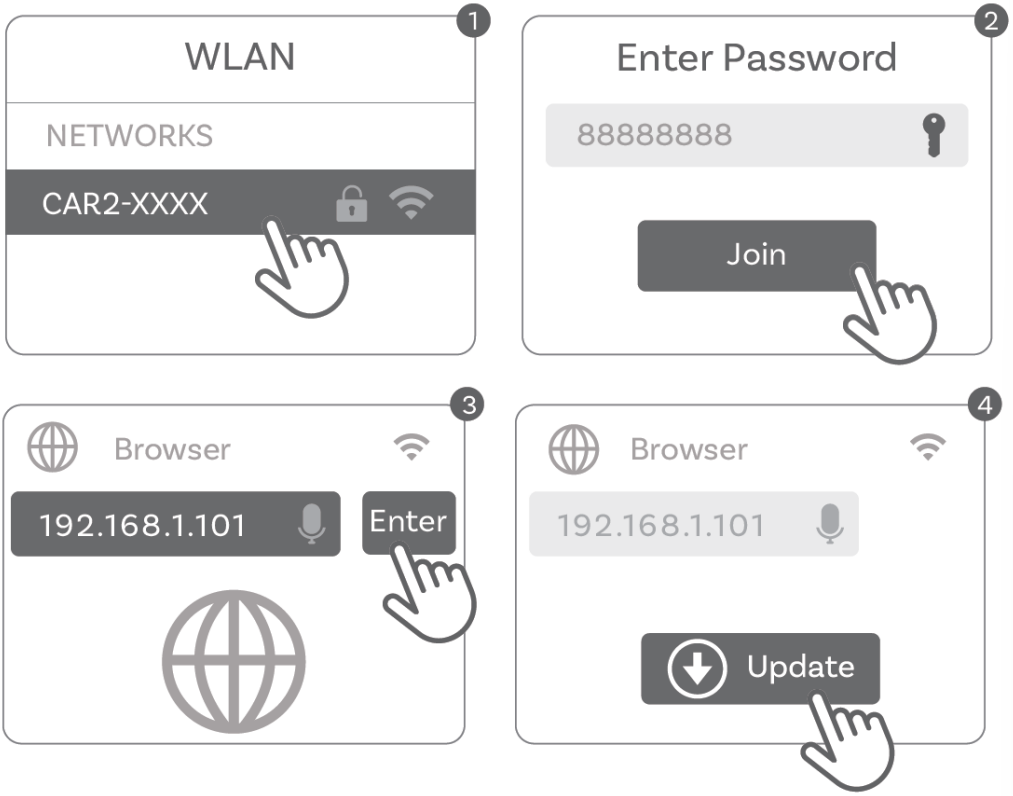 1
WLAN
NETWORKS
CAR2-XXXX
2
Enter Password
88888888
Join
3
Browser
192.168.1.101
Enter
4
Browser
192.168.1.101
Update